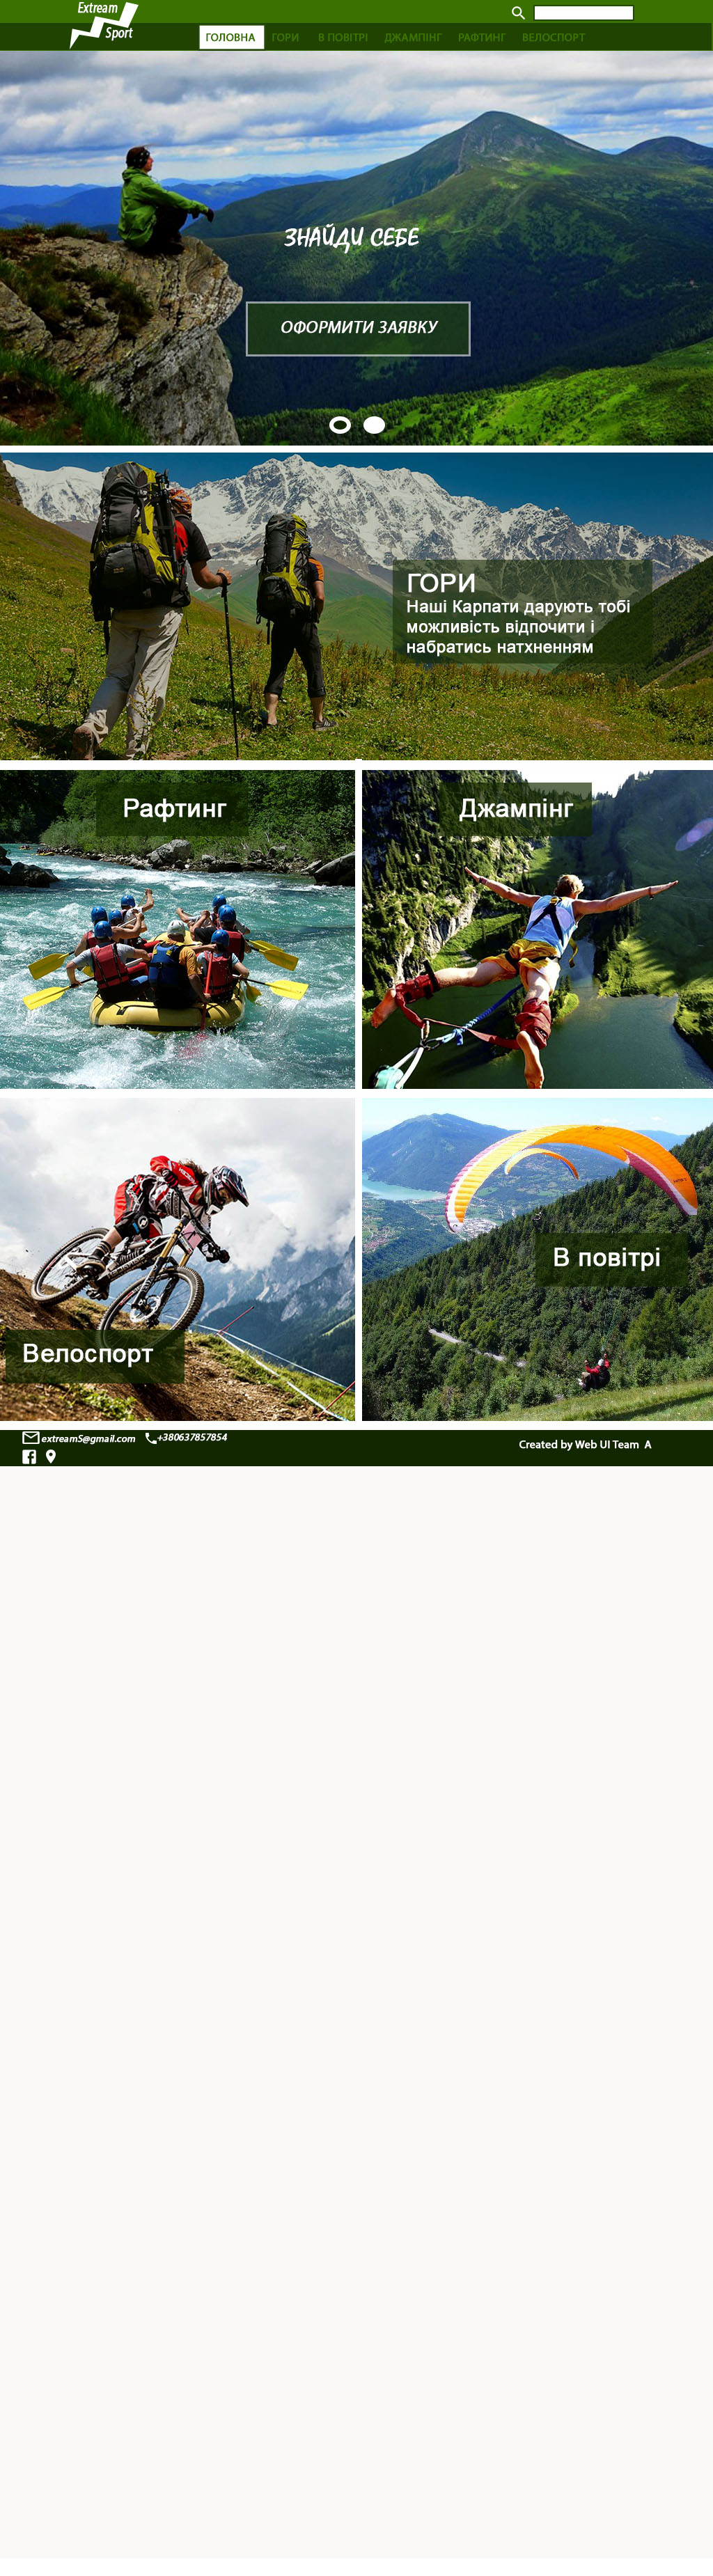 Extream
Sport
ГОЛОВНА ГОРИ В ПОВІТРІ ДЖАМПІНГ РАФТИНГ ВЕЛОСПОРТ
ЗНАЙДИ СЕБЕ
ОФОРМИТИ ЗАЯВКУ
ГОРИ
Наші Карпати дарують тобі
можливість відпочити і
набратись натхненням
Рафтинг
Джампінг
Велоспорт
В повітрі
extreamS@gmail.com +380637857854
Created by Web UI Team A